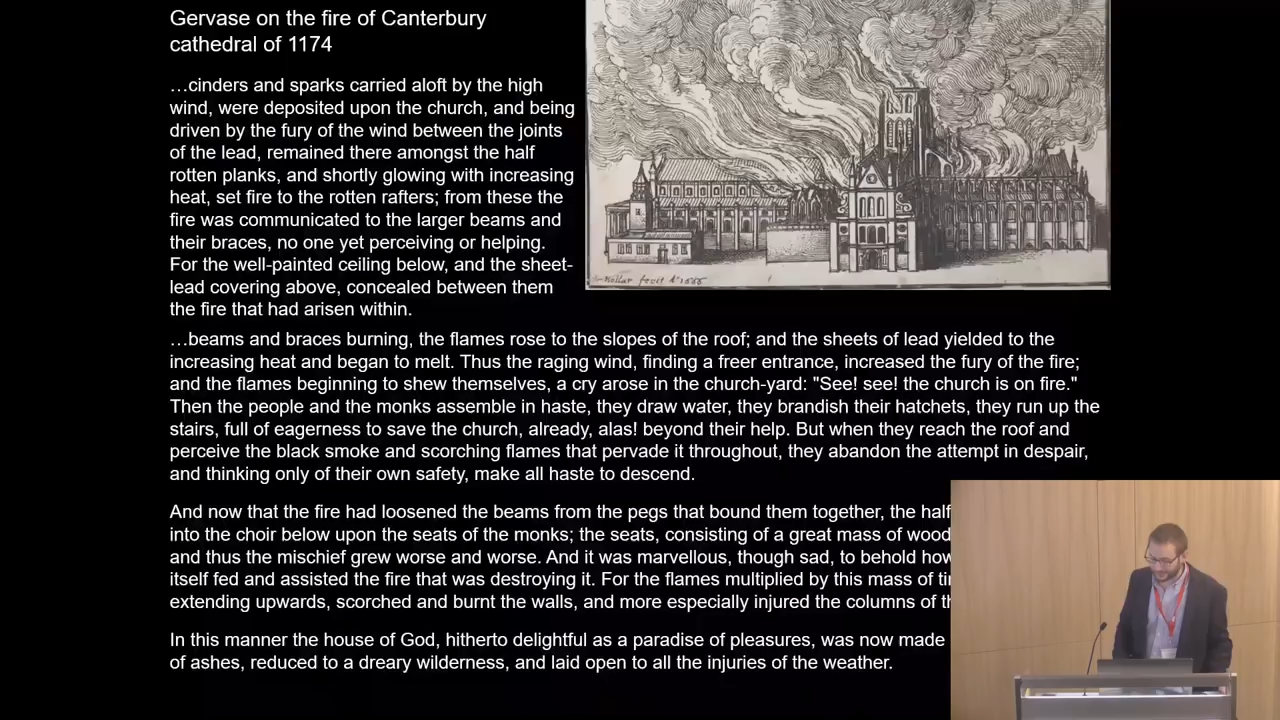 Gervase on the fire of Canterbury
cathedral of 1174
…cinders and sparks carried aloft by the high
wind, were deposited upon the church, and being
driven by the fury of the wind between the joints
of the lead, remained there amongst the half
rotten planks, and shortly glowing with increasing
heat, set fire to the rotten rafters; from these the
fire was communicated to the larger beams and
their braces, no one yet perceiving or helping.
For the well-painted ceiling below, and the sheet-
lead covering above, concealed between them
the fire that had arisen within.
Hollar fecit Aº 1666
…beams and braces burning, the flames rose to the slopes of the roof; and the sheets of lead yielded to the
increasing heat and began to melt. Thus the raging wind, finding a freer entrance, increased the fury of the fire;
and the flames beginning to shew themselves, a cry arose in the church-yard: "See! see! the church is on fire."
Then the people and the monks assemble in haste, they draw water, they brandish their hatchets, they run up the
stairs, full of eagerness to save the church, already, alas! beyond their help. But when they reach the roof and
perceive the black smoke and scorching flames that pervade it throughout, they abandon the attempt in despair,
and thinking only of their own safety, make all haste to descend.
And now that the fire had loosened the beams from the pegs that bound them together, the half
into the choir below upon the seats of the monks; the seats, consisting of a great mass of wood
and thus the mischief grew worse and worse. And it was marvellous, though sad, to behold how
itself fed and assisted the fire that was destroying it. For the flames multiplied by this mass of
extending upwards, scorched and burnt the walls, and more especially injured the columns of
In this manner the house of God, hitherto delightful as a paradise of pleasures, was now made
of ashes, reduced to a dreary wilderness, and laid open to all the injuries of the weather.